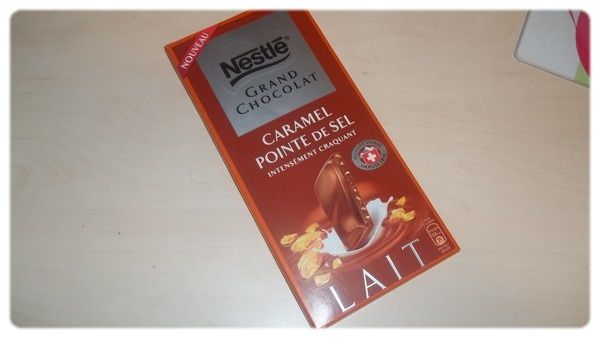 NOUVEAU
Nestlé
GRAND
CHOCOLAT
CARAMEL
POINTE DE SEL
INTENSÉMENT CRAQUANT
LAIT